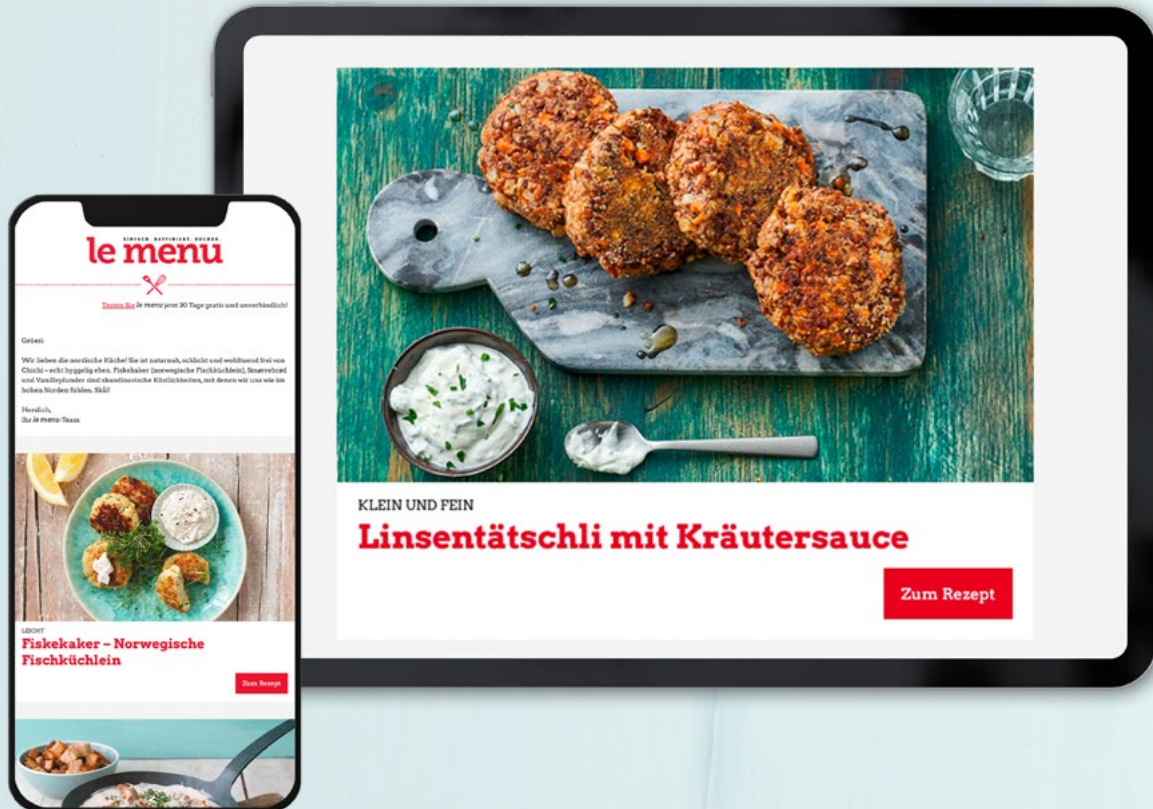 EINFACH. RAFFINIERT. KOCHEN.
le menu
Testen Sie le menu jetzt 30 Tage gratis und unverbindlich!
Grüezi
Wir lieben die nordische Küche! Sie ist naturnah, schlicht und wohltuend frei von
Chichi – echt hyggelig eben. Fiskekaker (norwegische Fischküchlein), Smørrebrød
und Vanilleplunder sind skandinavische Köstlichkeiten, mit denen wir uns wie im
hohen Norden fühlen. Skål!
Herzlich,
Ihr le menu-Team
LEICHT
Fiskekaker – Norwegische
Fischküchlein
Zum Rezept
KLEIN UND FEIN
Linsentätschli mit Kräutersauce
Zum Rezept